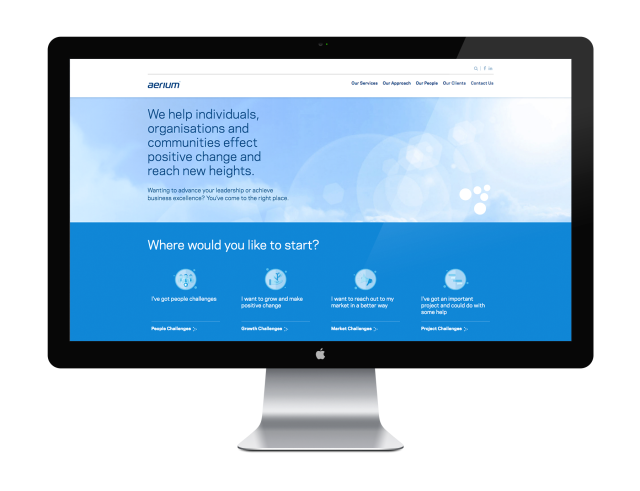 aerium
Our Services Our Approach Our People Our Clients Contact Us
We help individuals,
organisations and
communities effect
positive change and
reach new heights.
Wanting to advance your leadership or achieve
business excellence? You've come to the right place
Where would you like to start?
I've got people challenges
I want to grow and make
positive change
I want to reach out to my
market in a better way
I've got an important
project and could do with
some help
People Challenges
Growth Challenges
Market Challenges
Project Challenges